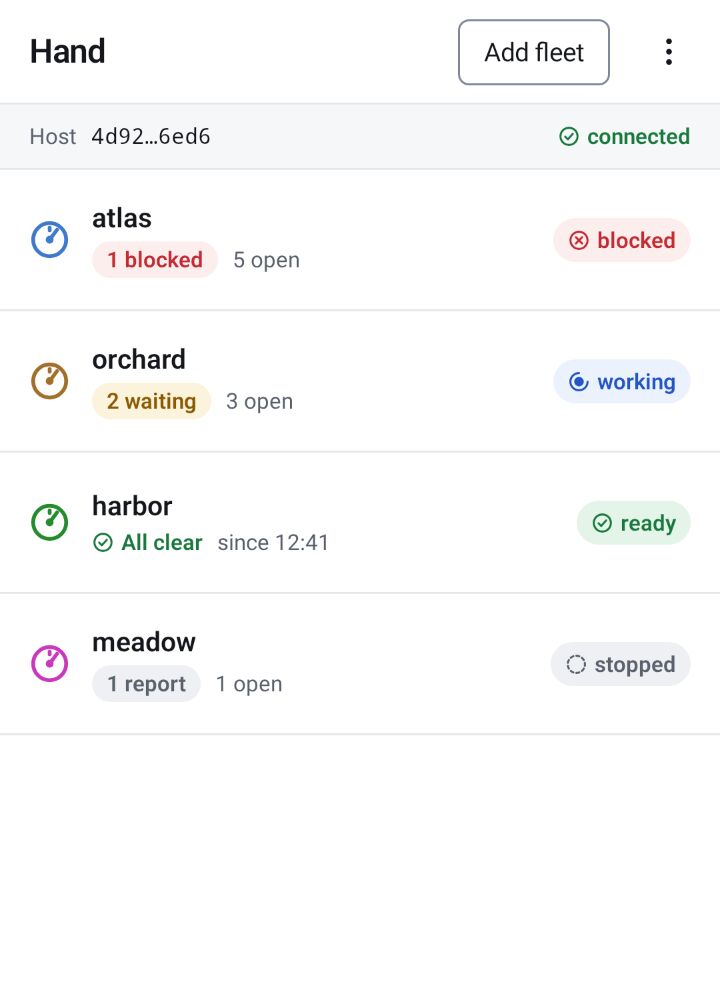 Hand
Add fleet
Host 4d92…6ed6
connected
atlas
1 blocked 5 open
blocked
orchard
2 waiting 3 open
working
harbor
All clear since 12:41
ready
meadow
1 report 1 open
stopped